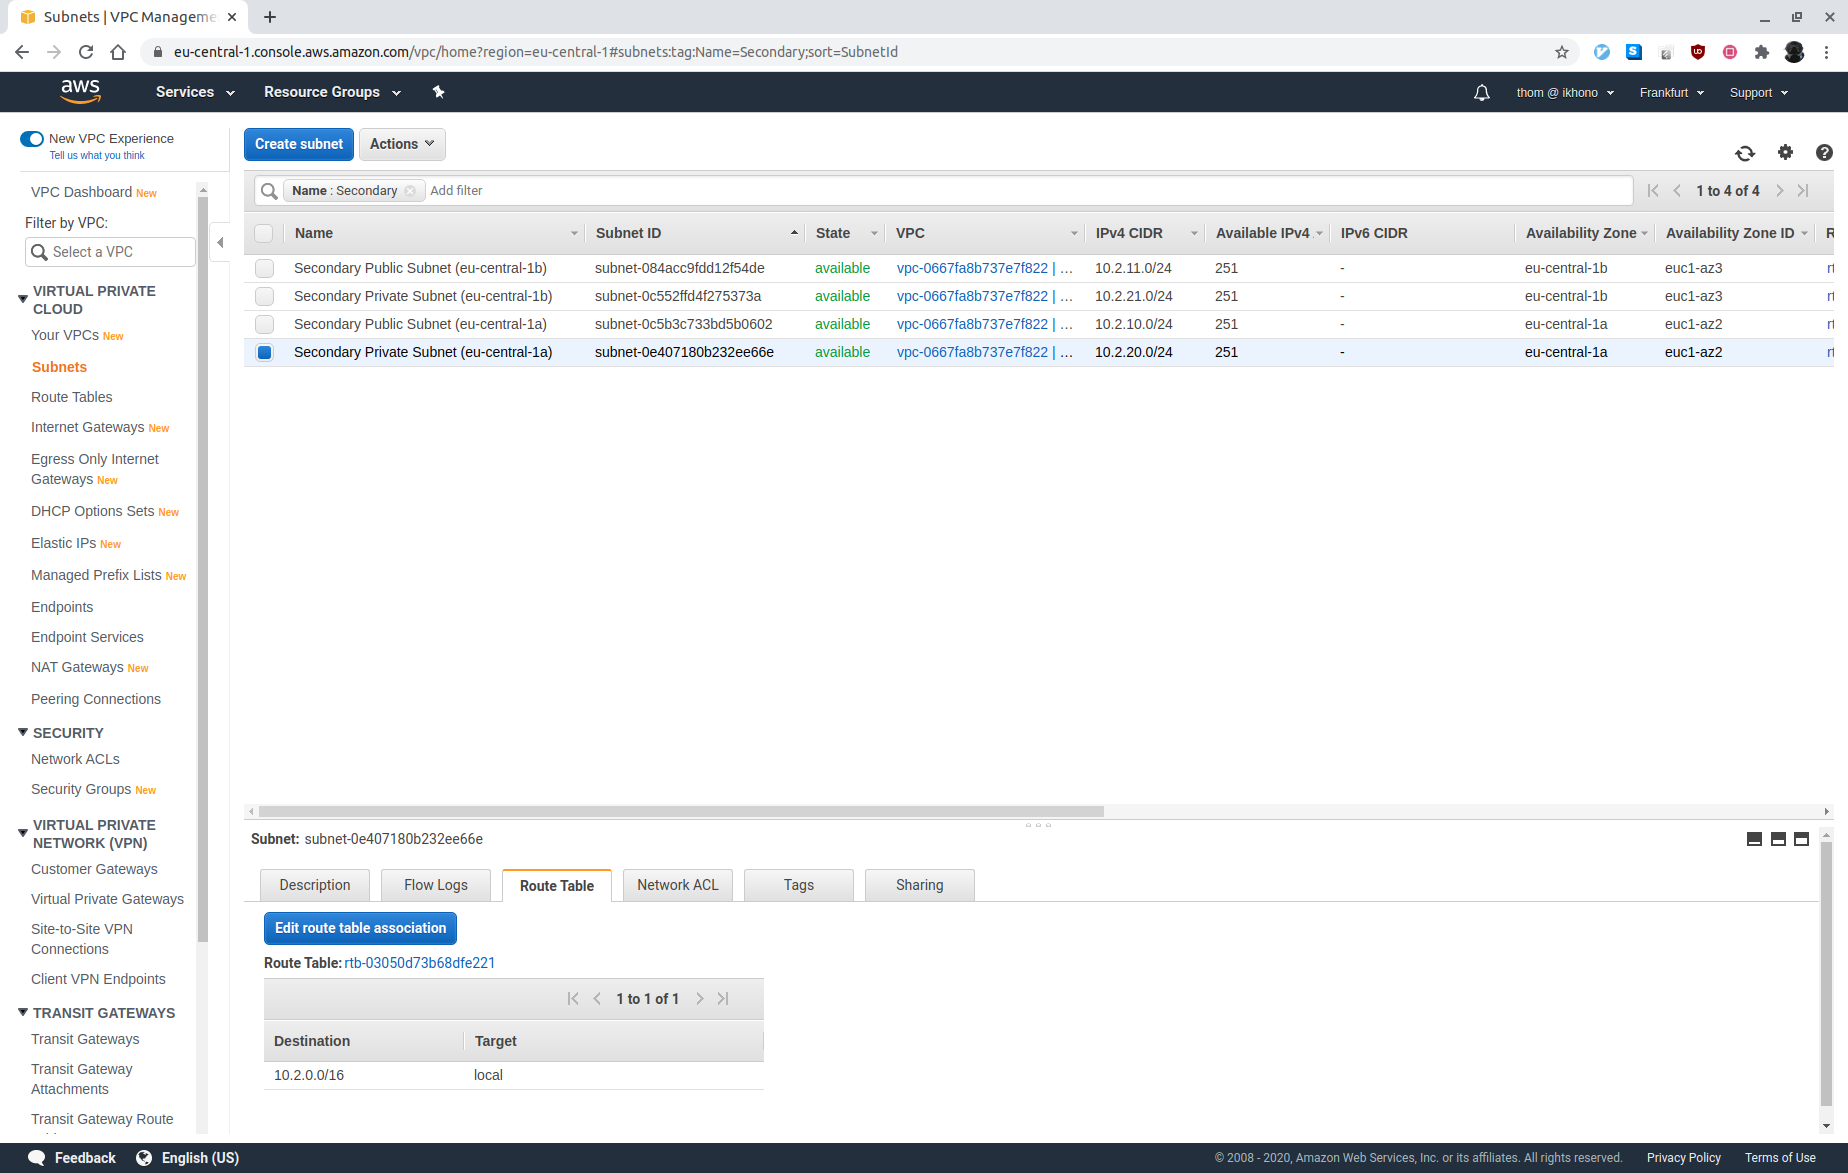 Subnets | VPC Manageme
eu-central-1.console.aws.amazon.com/vpc/home?region=eu-central-1#subnets:tag:Name=Secondary;sort=SubnetId
aws Services Resource Groups thom @ ikhono Frankfurt Support
New VPC Experience
Tell us what you think
VPC Dashboard New
Filter by VPC:
Select a VPC
VIRTUAL PRIVATE
CLOUD
Your VPCs New
Subnets
Route Tables
Internet Gateways New
Egress Only Internet
Gateways New
DHCP Options Sets New
Elastic IPs New
Managed Prefix Lists New
Endpoints
Endpoint Services
NAT Gateways New
Peering Connections
SECURITY
Network ACLs
Security Groups New
VIRTUAL PRIVATE
NETWORK (VPN)
Customer Gateways
Virtual Private Gateways
Site-to-Site VPN
Connections
Client VPN Endpoints
TRANSIT GATEWAYS
Transit Gateways
Transit Gateway
Attachments
Transit Gateway Route
Create subnet Actions
Name : Secondary Add filter 1 to 4 of 4
Name Subnet ID State VPC IPv4 CIDR Available IPv4 IPv6 CIDR Availability Zone Availability Zone ID R
Secondary Public Subnet (eu-central-1b) subnet-084acc9fdd12f54de available vpc-0667fa8b737e7f822 | ... 10.2.11.0/24 251 - eu-central-1b euc1-az3 rt
Secondary Private Subnet (eu-central-1b) subnet-0c552ffd4f275373a available vpc-0667fa8b737e7f822 | ... 10.2.21.0/24 251 - eu-central-1b euc1-az3 rt
Secondary Public Subnet (eu-central-1a) subnet-0c5b3c733bd5b0602 available vpc-0667fa8b737e7f822 | ... 10.2.10.0/24 251 - eu-central-1a euc1-az2 rt
Secondary Private Subnet (eu-central-1a) subnet-0e407180b232ee66e available vpc-0667fa8b737e7f822 | ... 10.2.20.0/24 251 - eu-central-1a euc1-az2 rt
Subnet: subnet-0e407180b232ee66e
Description Flow Logs Route Table Network ACL Tags Sharing
Edit route table association
Route Table: rtb-03050d73b68dfe221
1 to 1 of 1
Destination Target
10.2.0.0/16 local
Feedback English (US) © 2008 - 2020, Amazon Web Services, Inc. or its affiliates. All rights reserved. Privacy Policy Terms of Use